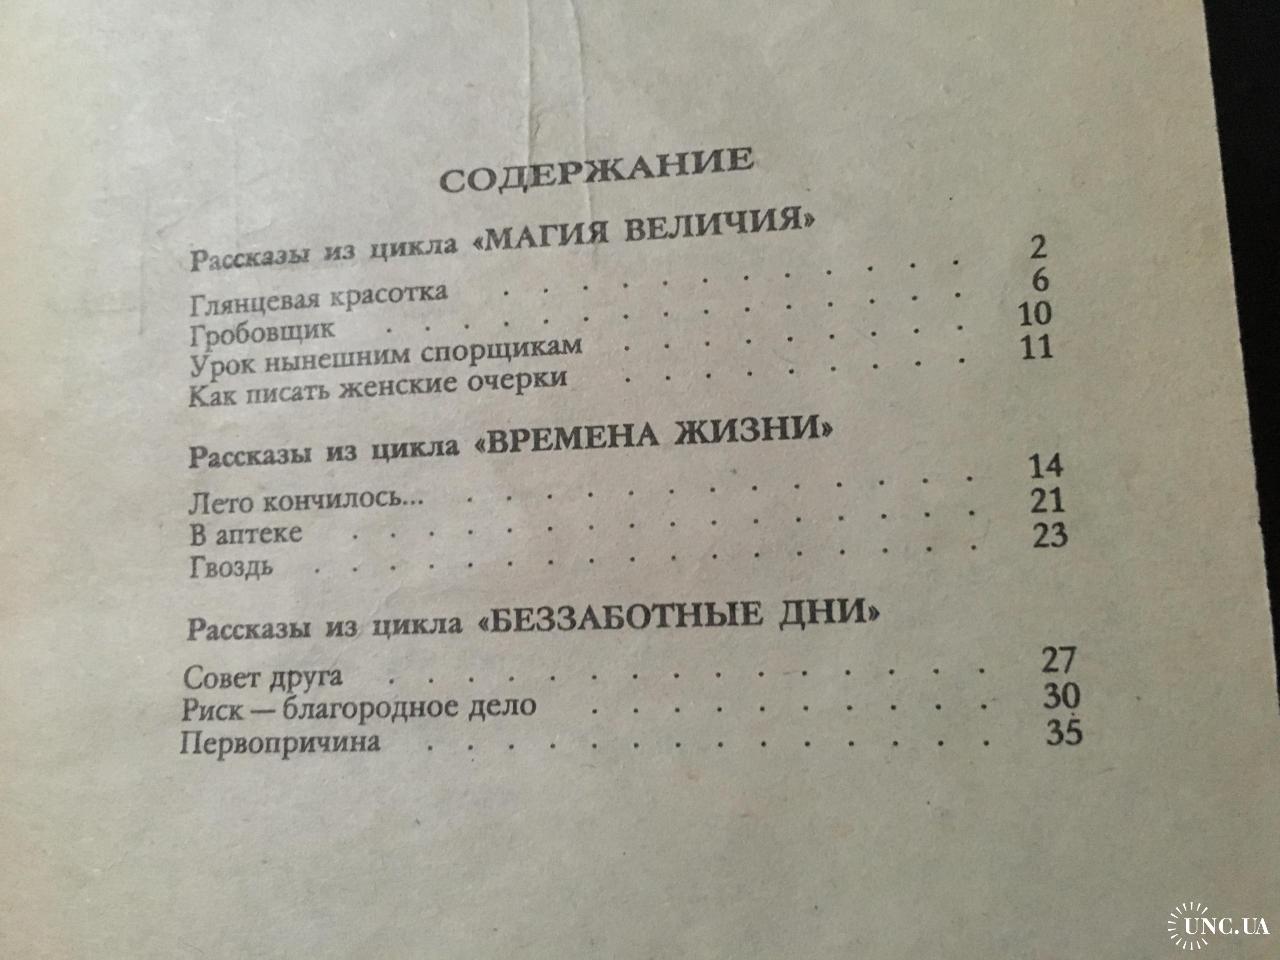 СОДЕРЖАНИЕ
Рассказы из цикла «МАГИЯ ВЕЛИЧИЯ»
Глянцевая красотка . . . . . . . . . . . . 2
Гробовщик . . . . . . . . . . . . . . . 6
Урок нынешним спорщикам . . . . . . . . . 10
Как писать женские очерки . . . . . . . . . 11
Рассказы из цикла «ВРЕМЕНА ЖИЗНИ»
Лето кончилось... . . . . . . . . . . . . . . 14
В аптеке . . . . . . . . . . . . . . . . . 21
Гвоздь . . . . . . . . . . . . . . . . . . 23
Рассказы из цикла «БЕЗЗАБОТНЫЕ ДНИ»
Совет друга . . . . . . . . . . . . . . . . 27
Риск — благородное дело . . . . . . . . . . . 30
Первопричина . . . . . . . . . . . . . . . 35
UNC.UA